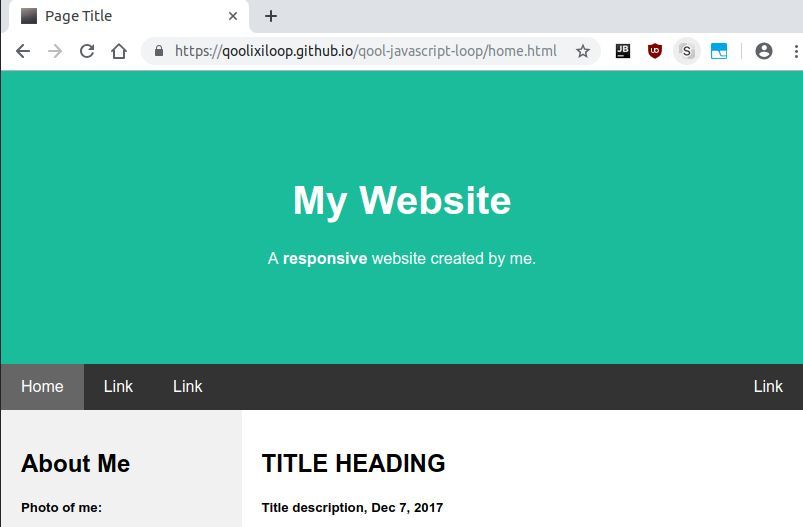 Page Title
https://qoolixiloop.github.io/qool-javascript-loop/home.html
JB
UO
S
My Website
A responsive website created by me.
Home Link Link Link
About Me
TITLE HEADING
Photo of me:
Title description, Dec 7, 2017